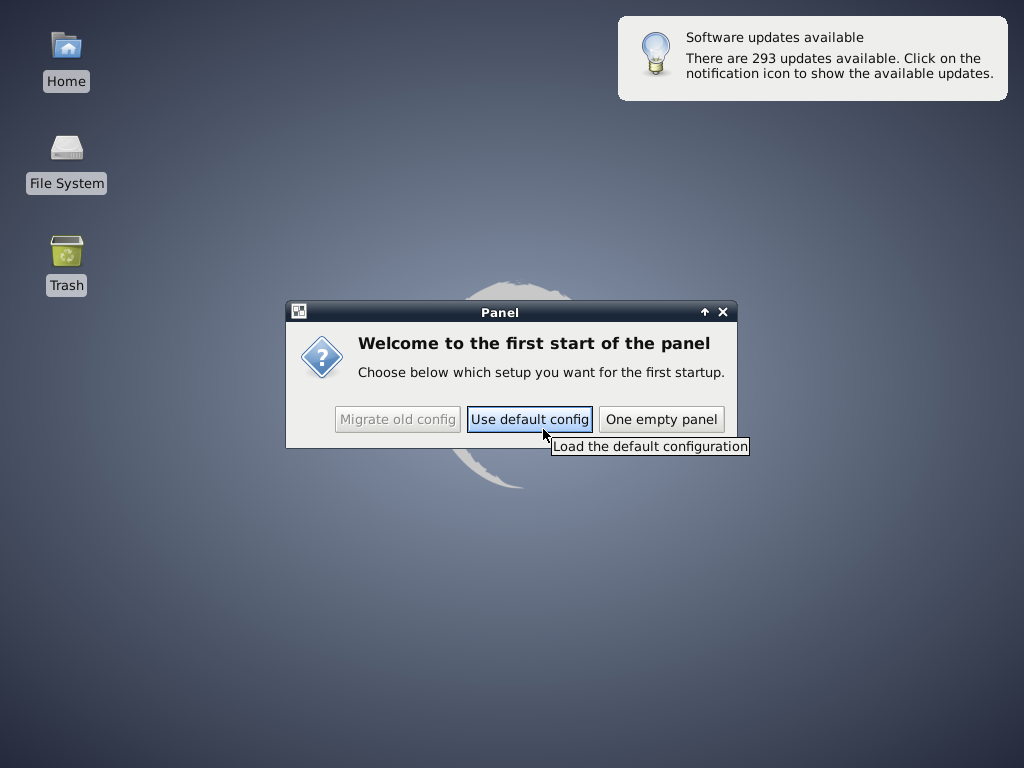 Home
File System
Trash
Software updates available
There are 293 updates available. Click on the
notification icon to show the available updates.
Panel
Welcome to the first start of the panel
Choose below which setup you want for the first startup.
Migrate old config
Use default config
One empty panel
Load the default configuration